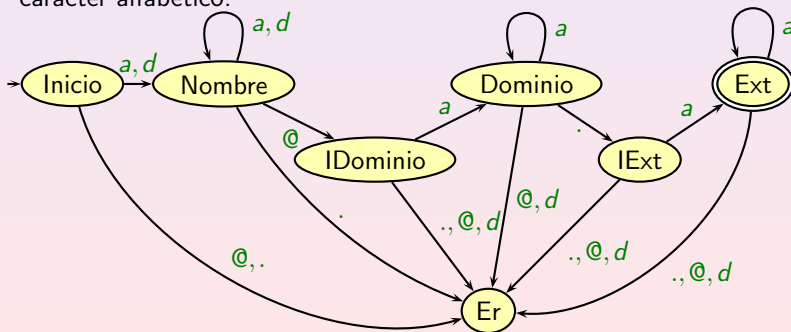 carácter alfabético.
a, d
a
a
a, d
Inicio
Nombre
Dominio
Ext
@
a
.
a
IDominio
IExt
.
., @, d
@, d
., @, d
., @, d
@, .
Er